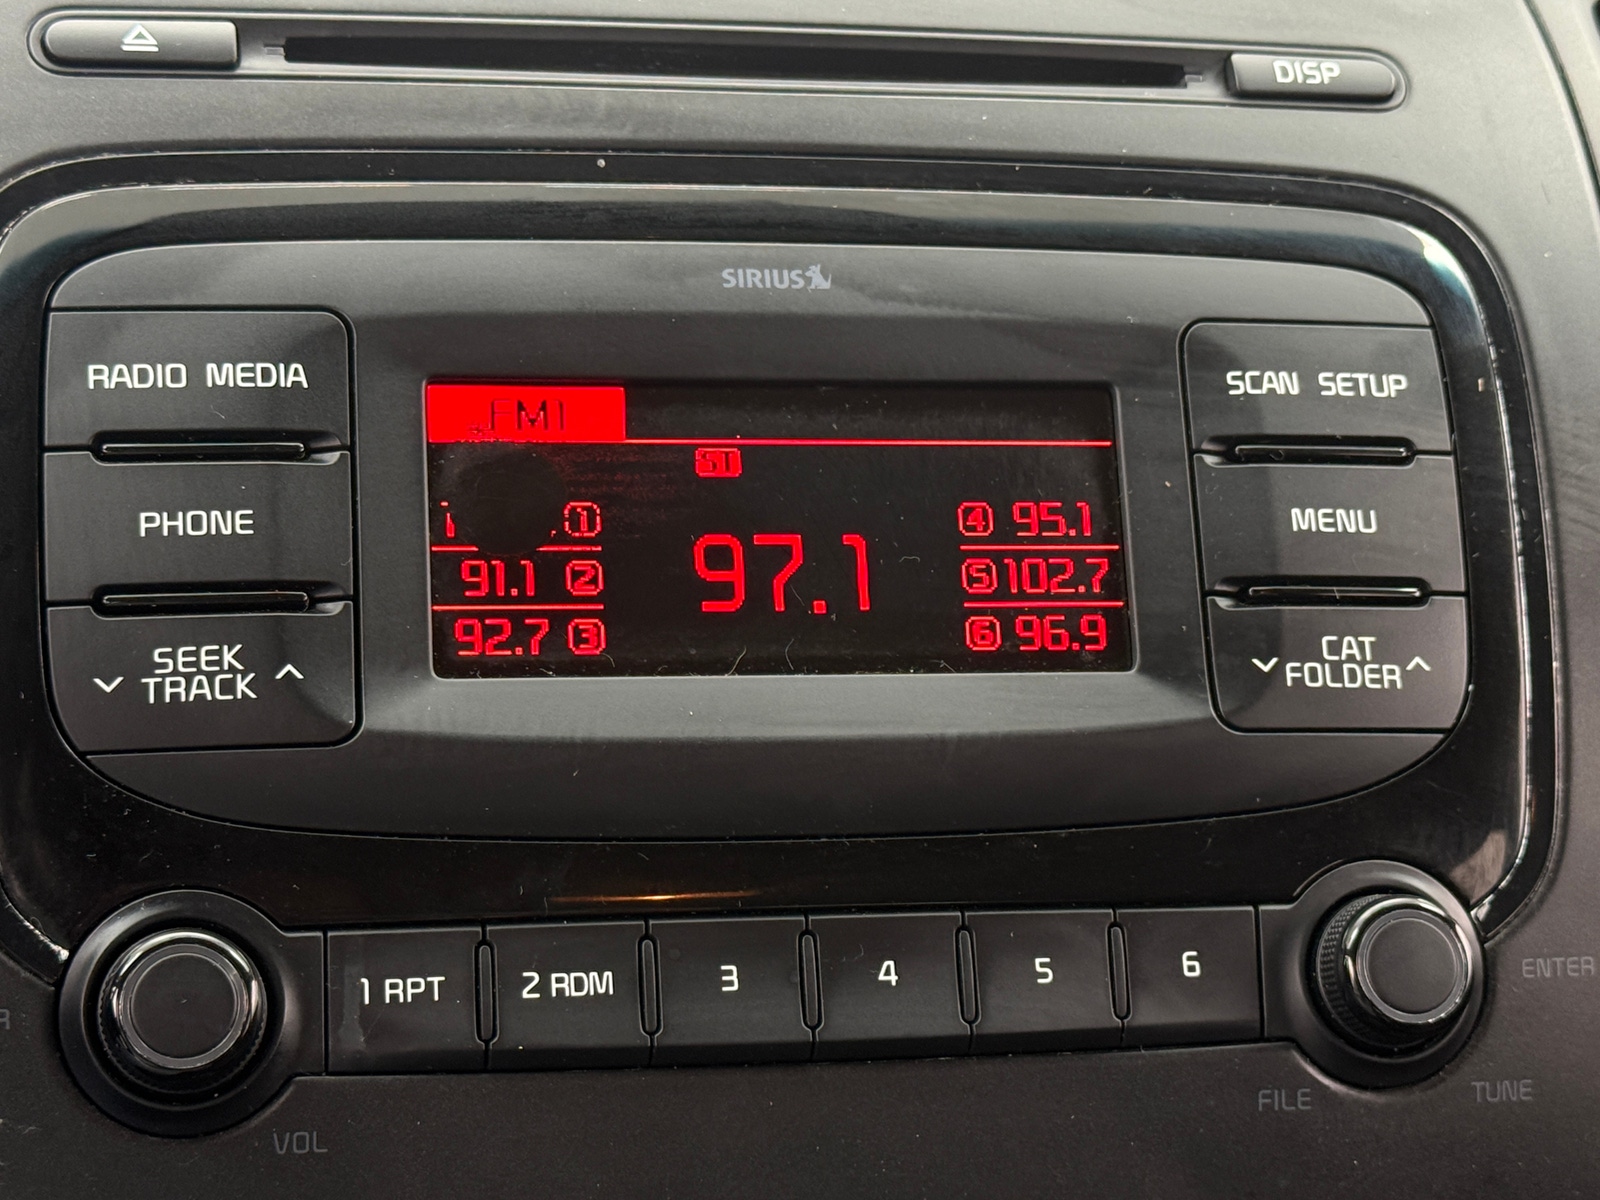 DISP
SIRIUS
RADIO MEDIA
SCAN SETUP
FM1
ST
PHONE
MENU
1
4 95.1
91.1 2
97.1
5 102.7
92.7 3
6 96.9
SEEK
TRACK
CAT
FOLDER
1 RPT
2 RDM
3
4
5
6
ENTER
VOL
FILE
TUNE